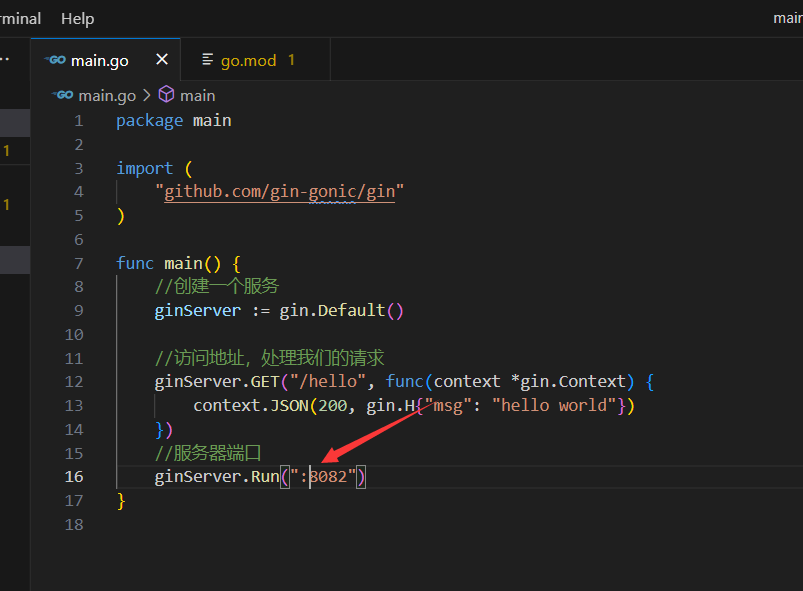 Terminal Help main
main.go × go.mod 1
main.go > main
1 package main
2
3 import (
4 "github.com/gin-gonic/gin"
5 )
6
7 func main() {
8 //创建一个服务
9 ginServer := gin.Default()
10
11 //访问地址，处理我们的请求
12 ginServer.GET("/hello", func(context *gin.Context) {
13 context.JSON(200, gin.H{"msg": "hello world"})
14 })
15 //服务器端口
16 ginServer.Run(":8082")
17 }
18
1
1